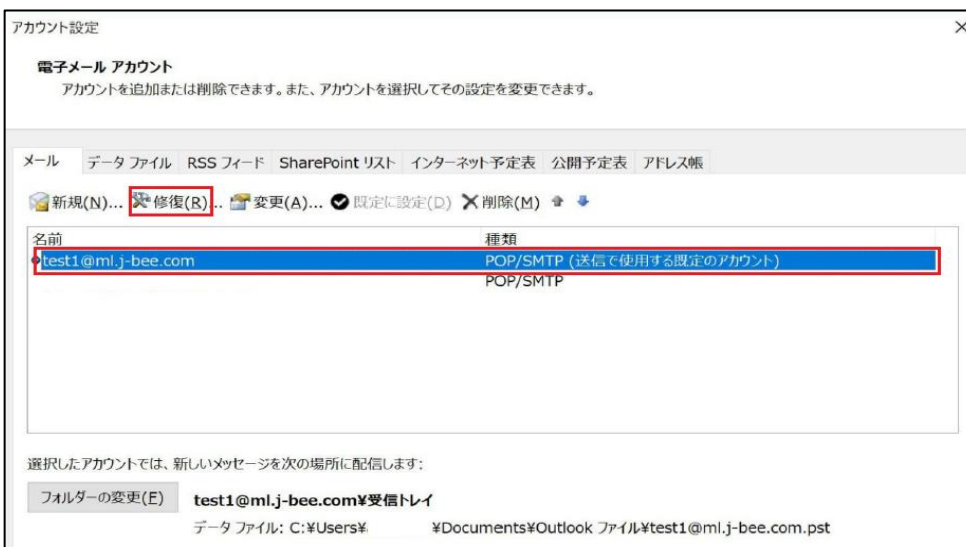 アカウント設定
電子メール アカウント
アカウントを追加または削除できます。また、アカウントを選択してその設定を変更できます。
メール データ ファイル RSS フィード SharePoint リスト インターネット予定表 公開予定表 アドレス帳
新規(N)... 修復(R)... 変更(A)... 既定に設定(D) 削除(M)
名前 種類
test1@ml.j-bee.com POP/SMTP (送信で使用する既定のアカウント)
POP/SMTP
選択したアカウントでは、新しいメッセージを次の場所に配信します:
フォルダーの変更(F) test1@ml.j-bee.com¥受信トレイ
データ ファイル: C:¥Users¥ ¥Documents¥Outlook ファイル¥test1@ml.j-bee.com.pst